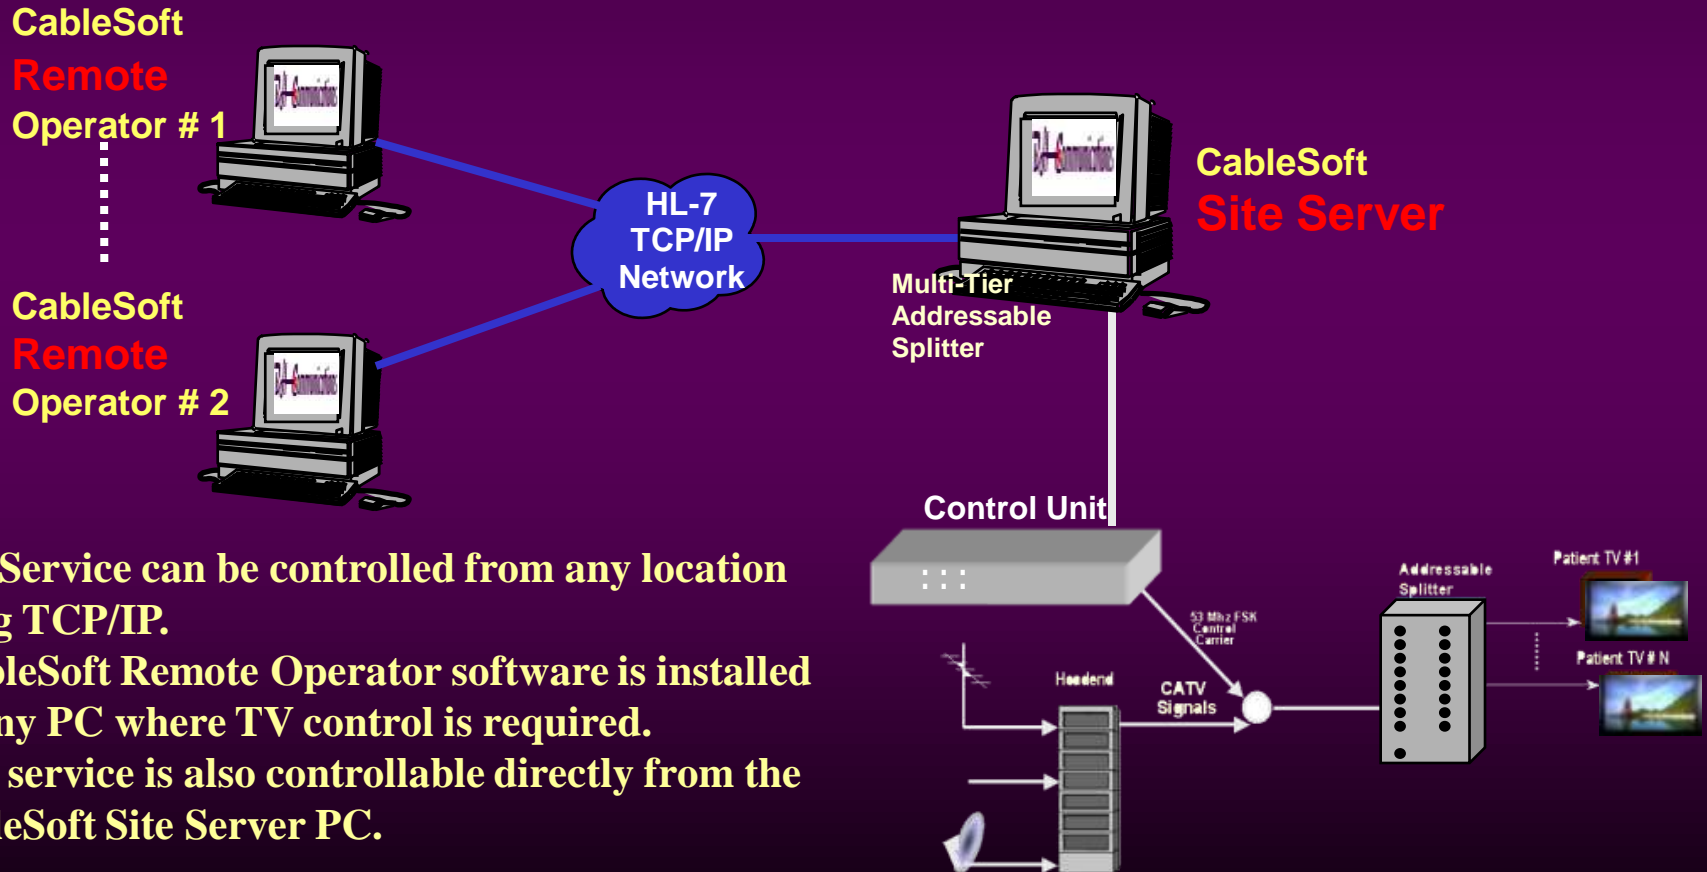 CableSoft
Remote
Operator # 1
CableSoft
Remote
Operator # 2
HL-7
TCP/IP
Network
CableSoft
Site Server
Multi-Tier
Addressable
Splitter
Control Unit
53 Mhz FSK
Control
Carrier
Headend
CATV
Signals
Addressable
Splitter
Patient TV #1
Patient TV # N
Service can be controlled from any location
g TCP/IP.
bleSoft Remote Operator software is installed
ny PC where TV control is required.
service is also controllable directly from the
leSoft Site Server PC.